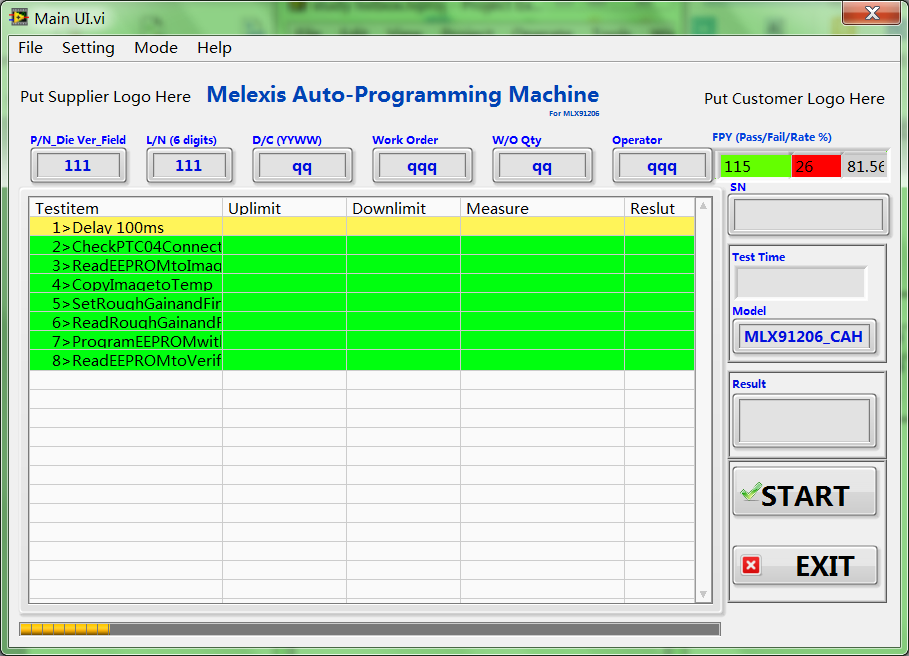 Main UI.vi
File Setting Mode Help
Put Supplier Logo Here
Melexis Auto-Programming Machine
For MLX91206
Put Customer Logo Here
P/N_Die Ver_Field L/N (6 digits) D/C (YYWW) Work Order W/O Qty Operator FPY (Pass/Fail/Rate %)
111 111 qq qqq qq qqq 115 26 81.56
SN
Testitem Uplimit Downlimit Measure Reslut
1>Delay 100ms
2>CheckPTC04Connect
3>ReadEEPROMtoImag
4>CopyImagetoTemp
5>SetRoughGainandFin
6>ReadRoughGainandF
7>ProgramEEPROMwit
8>ReadEEPROMtoVerif
Test Time
Model
MLX91206_CAH
Result
START
EXIT